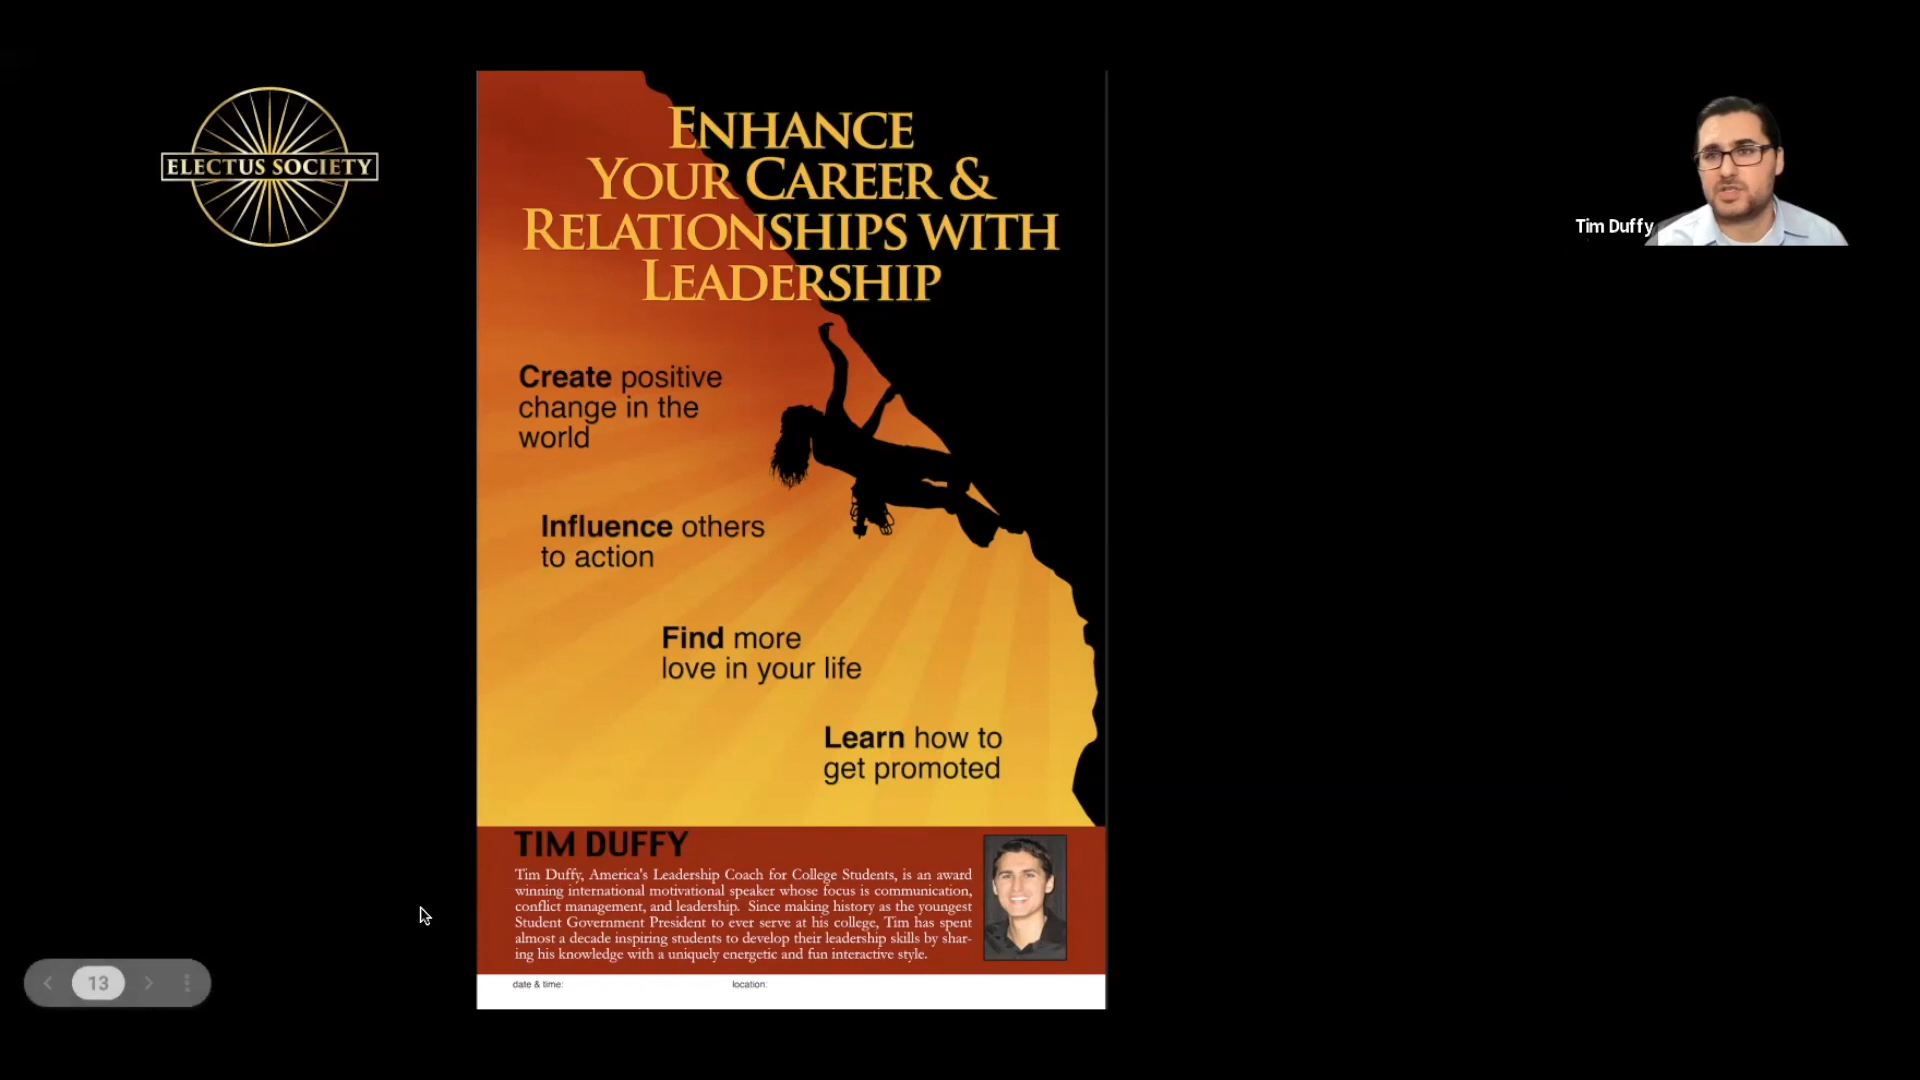 ELECTUS SOCIETY
ENHANCE
YOUR CAREER &
RELATIONSHIPS WITH
LEADERSHIP
Create positive
change in the
world
Influence others
to action
Find more
love in your life
Learn how to
get promoted
TIM DUFFY
Tim Duffy, America's Leadership Coach for College Students, is an award
winning international motivational speaker whose focus is communication,
conflict management, and leadership. Since making history as the youngest
Student Government President to ever serve at his college, Tim has spent
almost a decade inspiring students to develop their leadership skills by shar-
ing his knowledge with a uniquely energetic and fun interactive style.
date & time:
location:
Tim Duffy
13